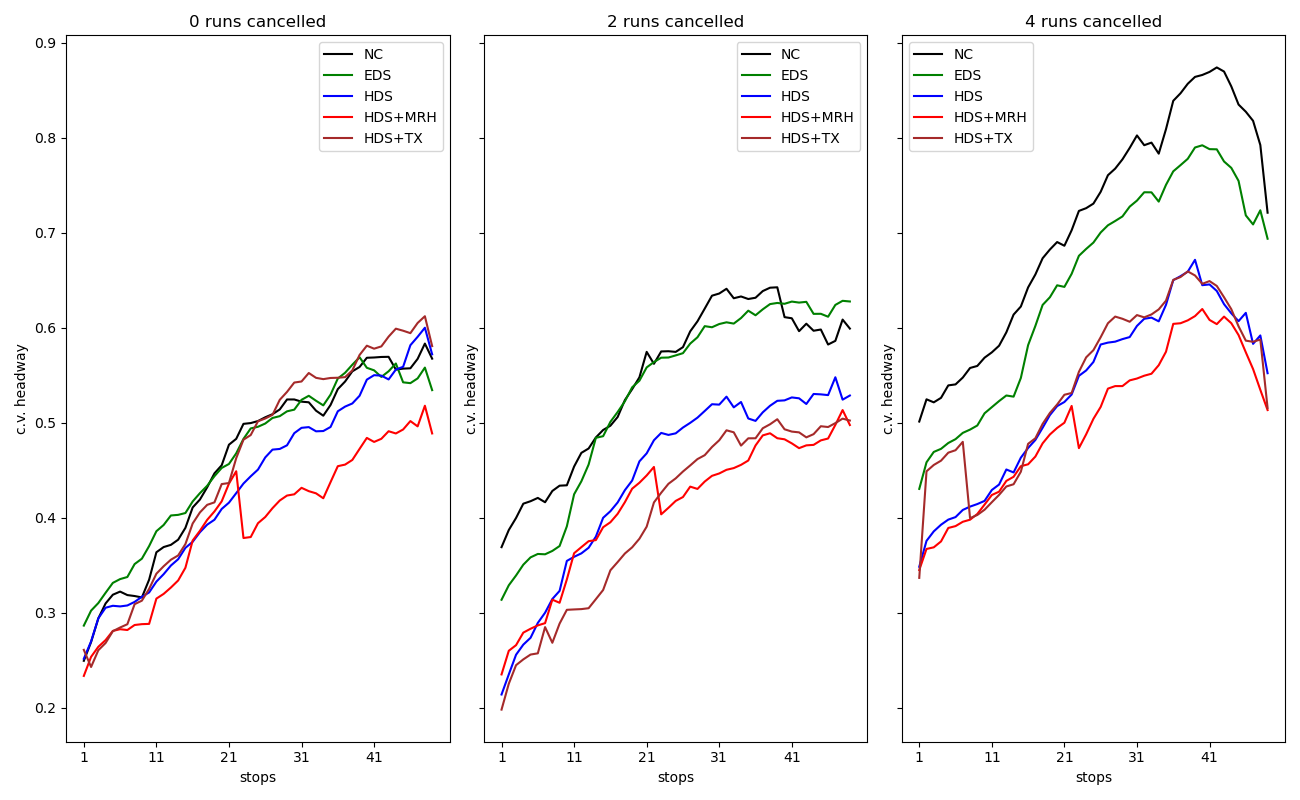 0 runs cancelled
c.v. headway
0.9
0.8
0.7
0.6
0.5
0.4
0.3
0.2
NC
EDS
HDS
HDS+MRH
HDS+TX
1 11 21 31 41
stops
2 runs cancelled
c.v. headway
NC
EDS
HDS
HDS+MRH
HDS+TX
1 11 21 31 41
stops
4 runs cancelled
c.v. headway
NC
EDS
HDS
HDS+MRH
HDS+TX
1 11 21 31 41
stops